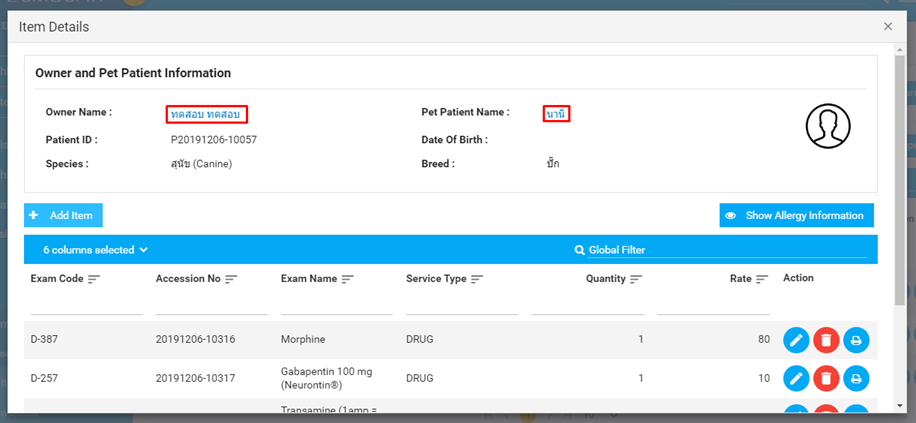 Item Details
×
Owner and Pet Patient Information
Owner Name : ทดสอบ ทดสอบ Pet Patient Name : นานิ
Patient ID : P20191206-10057 Date Of Birth :
Species : สุนัข (Canine) Breed : ปั๊ก
+ Add Item Show Allergy Information
6 columns selected Global Filter
Exam Code Accession No Exam Name Service Type Quantity Rate Action
D-387 20191206-10316 Morphine DRUG 1 80
D-257 20191206-10317 Gabapentin 100 mg (Neurontin®) DRUG 1 10
Transamine (1amp =
10